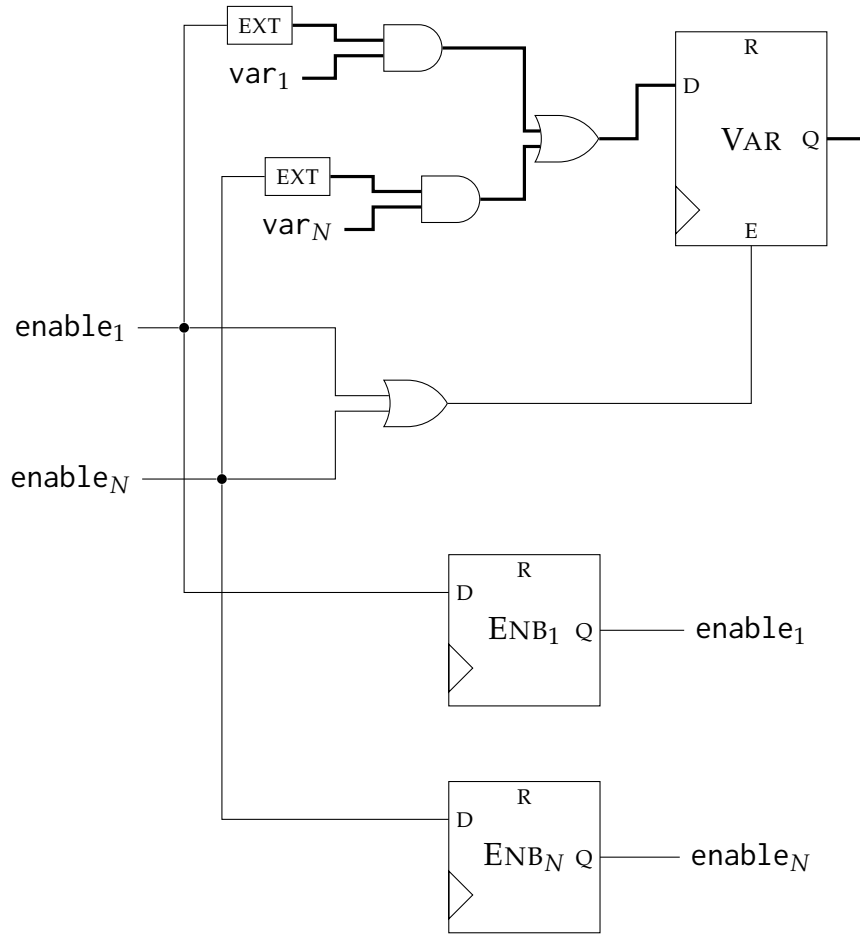 EXT
var1
R
D
VAR
Q
EXT
varN
E
enable1
enableN
R
D
ENB1
Q
enable1
R
D
ENBN
Q
enableN